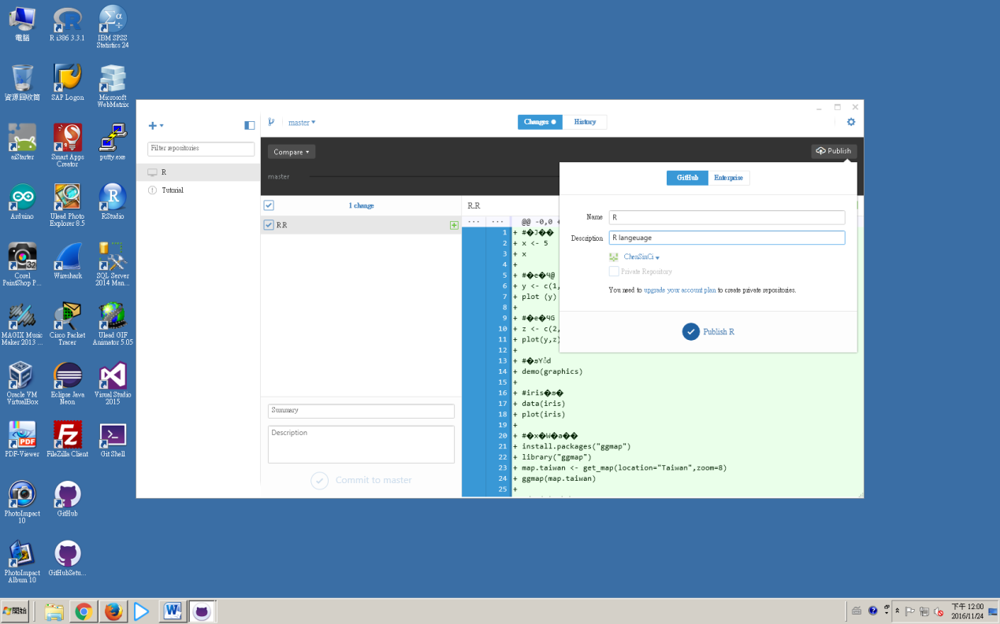 電腦
R i386 3.3.1
IBM SPSS
Statistics 24
資源回收筒
SAP Logon
Microsoft
WebMatrix
aiStarter
Smart Apps
Creator
putty.exe
Arduino
Ulead Photo
Explorer 8.5
RStudio
Corel
PaintShop P...
Wireshark
SQL Server
2014 Man...
MAGIX Music
Maker 2013 ...
Cisco Packet
Tracer
Ulead GIF
Animator 5.05
Oracle VM
VirtualBox
Eclipse Java
Neon
Visual Studio
2015
PDF-Viewer
FileZilla Client
Git Shell
PhotoImpact
10
GitHub
PhotoImpact
Album 10
GitHubSetu...
master
Changes
History
Filter repositories
R
Tutorial
Compare
Publish
master
1 change
R.R
R.R
GitHub
Enterprise
Name
R
Description
R langeuage
ChenSinCi
Private Repository
You need to upgrade your account plan to create private repositories.
Publish R
... ... @@ -0,0 +
1 + #�J��
2 + x <- 5
3 + x
4 +
5 + #�e�Ч@
6 + y <- c(1,
7 + plot (y)
8 +
9 + #�e�ЧG
10 + z <- c(2,
11 + plot(y,z)
12 +
13 +
14 + demo(graphics)
15 +
16 + #iris
17 + data(iris)
18 + plot(iris)
19 +
20 + #�x�W�a��
21 + install.packages("ggmap")
22 + library("ggmap")
23 + map.taiwan <- get_map(location="Taiwan",zoom=8)
24 + ggmap(map.taiwan)
25 +
Summary
Description
Commit to master
開始
下午 12:00
2016/11/24